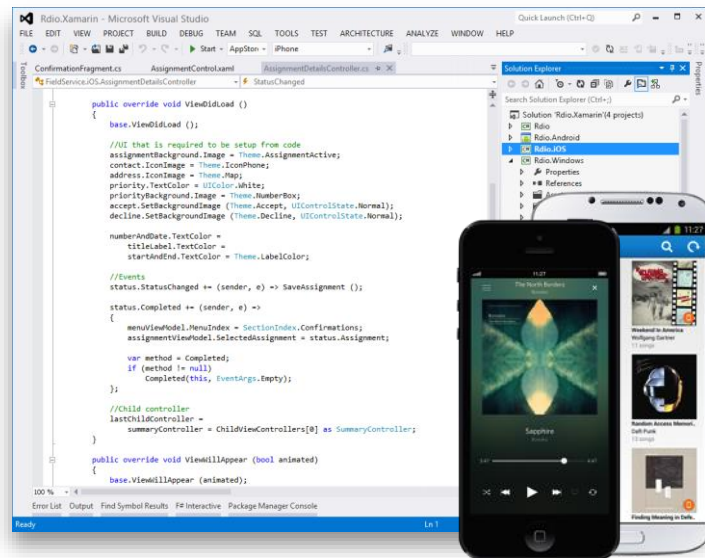 Rdio.Xamarin - Microsoft Visual Studio
Quick Launch (Ctrl+Q)
FILE EDIT VIEW PROJECT BUILD DEBUG TEAM SQL TOOLS TEST ARCHITECTURE ANALYZE WINDOW HELP
Start AppStore iPhone
Toolbox
ConfirmationFragment.cs AssignmentControl.xaml AssignmentDetailsController.cs
FieldService.iOS.AssignmentDetailsController StatusChanged
public override void ViewDidLoad ()
{
base.ViewDidLoad ();
//UI that is required to be setup from code
assignmentBackground.Image = Theme.AssignmentActive;
contact.IconImage = Theme.IconPhone;
address.IconImage = Theme.Map;
priority.TextColor = UIColor.White;
priorityBackground.Image = Theme.NumberBox;
accept.SetBackgroundImage (Theme.Accept, UIControlState.Normal);
decline.SetBackgroundImage (Theme.Decline, UIControlState.Normal);
numberAndDate.TextColor =
titleLabel.TextColor =
startAndEnd.TextColor = Theme.LabelColor;
//Events
status.StatusChanged += (sender, e) => SaveAssignment ();
status.Completed += (sender, e) =>
{
menuViewModel.MenuIndex = SectionIndex.Confirmations;
assignmentViewModel.SelectedAssignment = status.Assignment;
var method = Completed;
if (method != null)
Completed(this, EventArgs.Empty);
};
//Child controller
lastChildController =
summaryController = ChildViewControllers[0] as SummaryController;
}
public override void ViewWillAppear (bool animated)
{
base.ViewWillAppear (animated);
100 %
Error List Output Find Symbol Results F# Interactive Package Manager Console
Ready
Ln 1
Solution Explorer
Properties
Search Solution Explorer (Ctrl+;)
Solution 'Rdio.Xamarin'(4 projects)
Rdio
Rdio.Android
Rdio.iOS
Rdio.Windows
Properties
References
11:27
The North Borders
Bonobo
Sapphire
Bonobo
11:27
Weekend In America
Wolfgang Gartner
11 songs
Random Access Memori..
Daft Punk
13 songs
Finding Meaning in Defe..